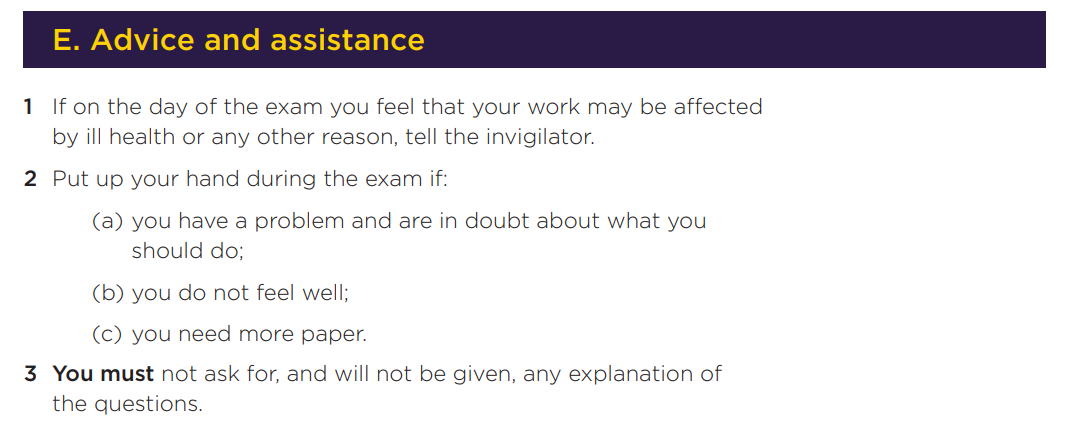 E. Advice and assistance
1 If on the day of the exam you feel that your work may be affected
by ill health or any other reason, tell the invigilator.
2 Put up your hand during the exam if:
(a) you have a problem and are in doubt about what you
should do;
(b) you do not feel well;
(c) you need more paper.
3 You must not ask for, and will not be given, any explanation of
the questions.